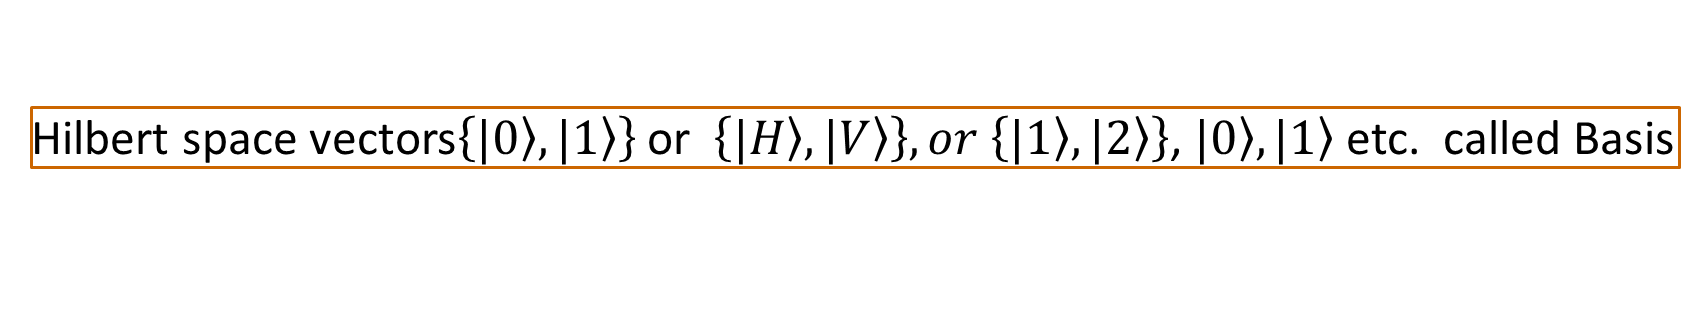 Hilbert space vectors{|0⟩, |1⟩} or {|H⟩, |V⟩}, or {|1⟩, |2⟩}, |0⟩, |1⟩ etc. called Basis